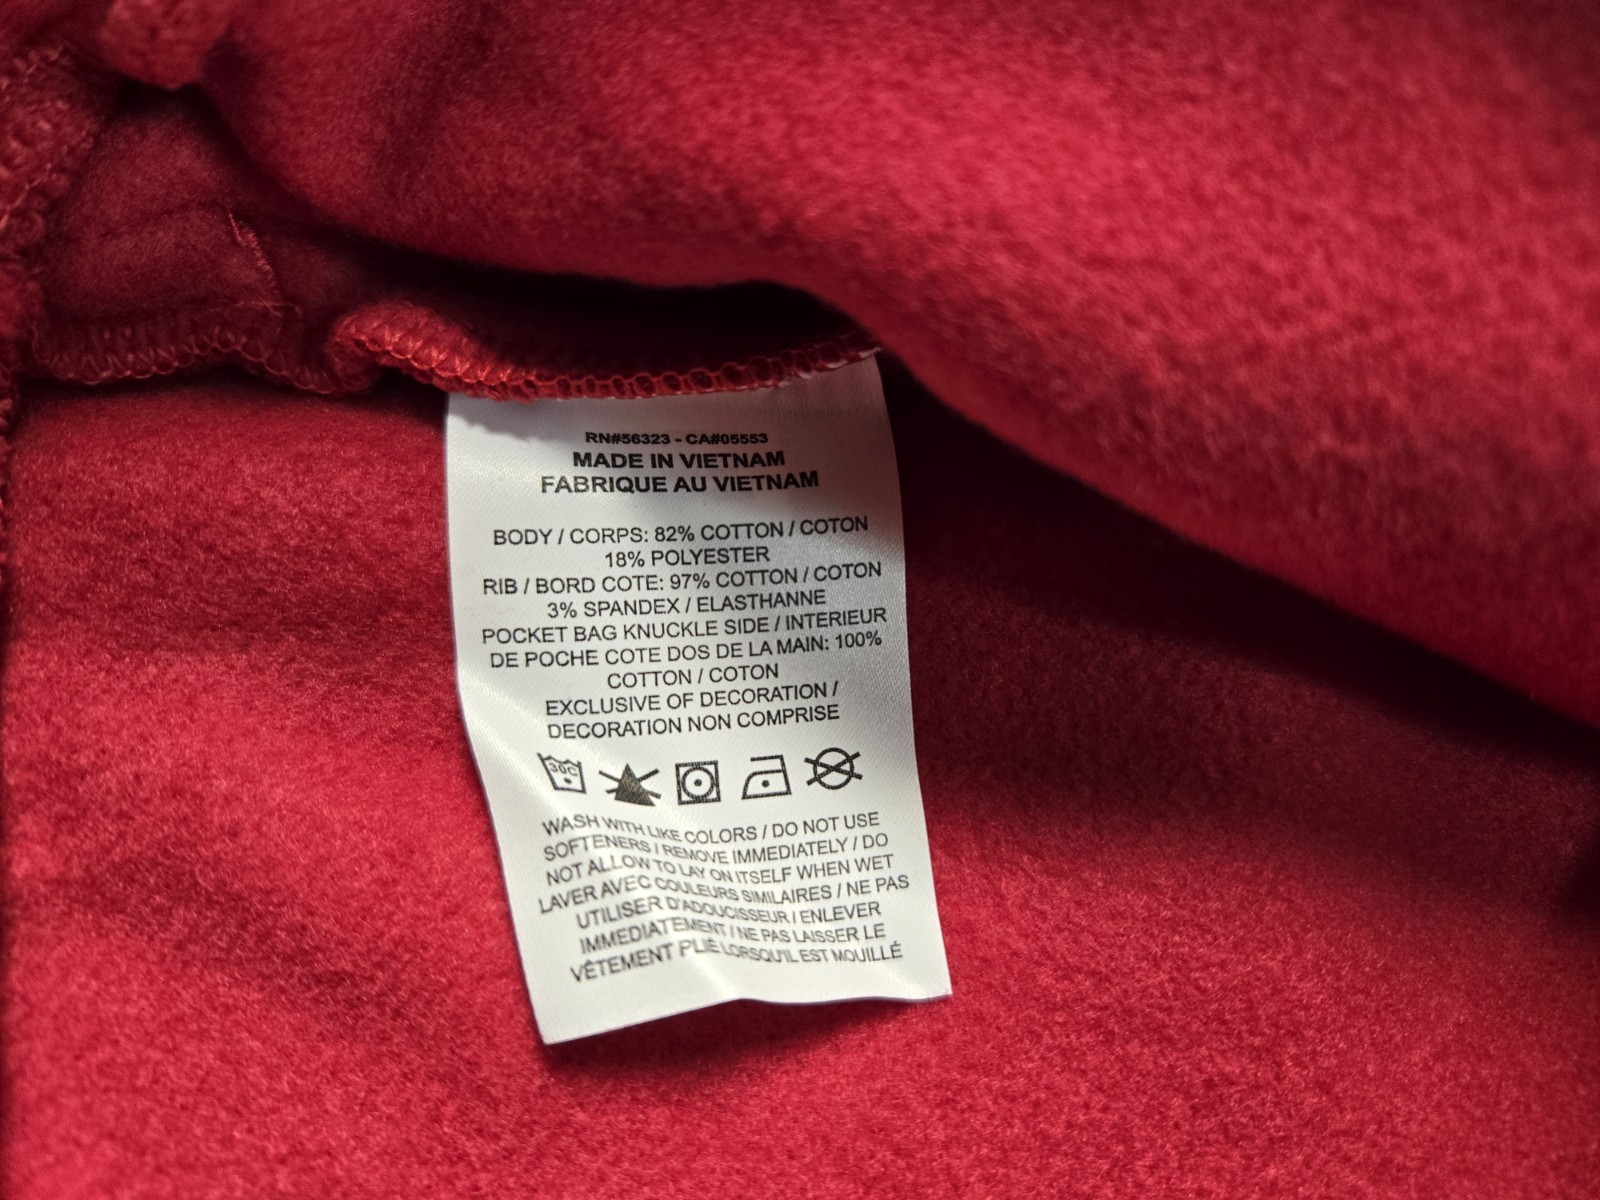 RN#56323 - CA#05553
MADE IN VIETNAM
FABRIQUE AU VIETNAM
BODY / CORPS: 82% COTTON / COTON
18% POLYESTER
RIB / BORD COTE: 97% COTTON / COTON
3% SPANDEX / ELASTHANNE
POCKET BAG KNUCKLE SIDE / INTERIEUR
DE POCHE COTE DOS DE LA MAIN: 100%
COTTON / COTON
EXCLUSIVE OF DECORATION /
DECORATION NON COMPRISE
30C
WASH WITH LIKE COLORS / DO NOT USE
SOFTENERS / REMOVE IMMEDIATELY / DO
NOT ALLOW TO LAY ON ITSELF WHEN WET
LAVER AVEC COULEURS SIMILAIRES / NE PAS
UTILISER D'ADOUCISSEUR / ENLEVER
IMMEDIATEMENT / NE PAS LAISSER LE
VÊTEMENT PLIÉ LORSQU'IL EST MOUILLÉ